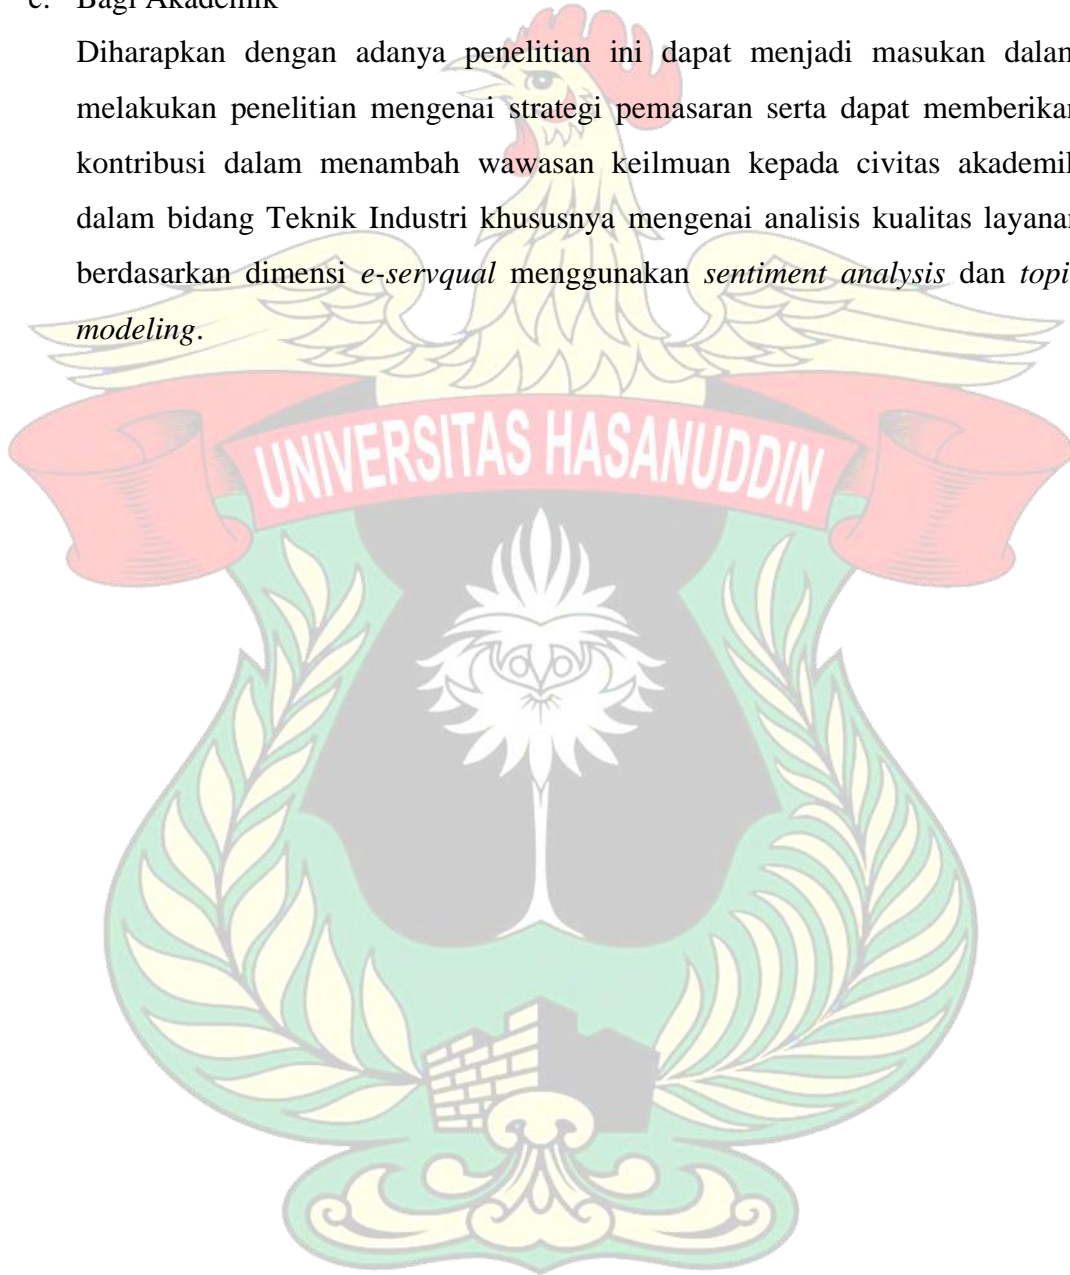 c. Bagi Akademik
Diharapkan dengan adanya penelitian ini dapat menjadi masukan dalam
melakukan penelitian mengenai strategi pemasaran serta dapat memberikan
kontribusi dalam menambah wawasan keilmuan kepada civitas akademik
dalam bidang Teknik Industri khususnya mengenai analisis kualitas layanan
berdasarkan dimensi e-servqual menggunakan sentiment analysis dan topi
modeling.
UNIVERSITAS HASANUDDIN